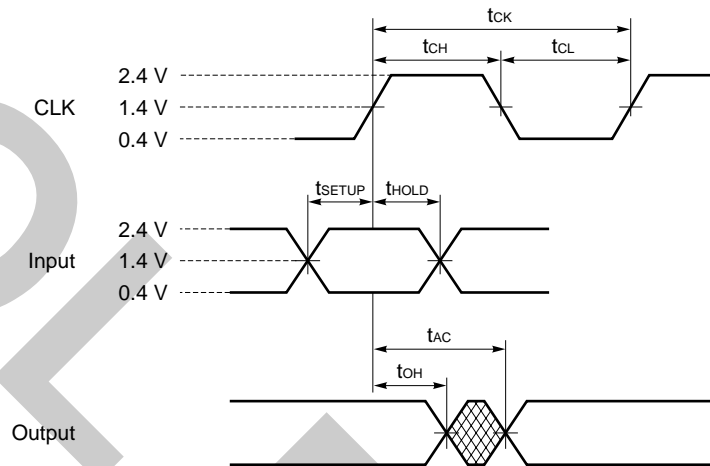 tCK
tCH
tCL
2.4 V
CLK
1.4 V
0.4 V
tSETUP
tHOLD
2.4 V
Input
1.4 V
0.4 V
tAC
tOH
Output